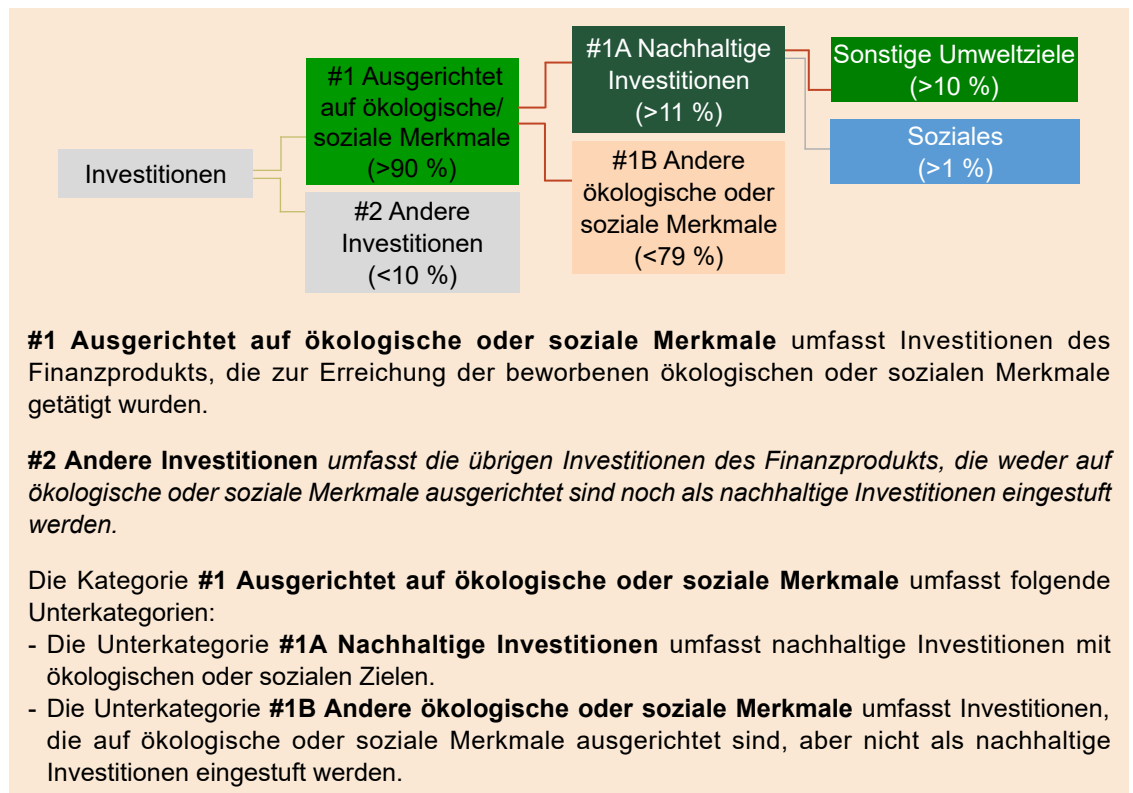 Investitionen
#1 Ausgerichtet
auf ökologische/
soziale Merkmale
(>90 %)
#2 Andere
Investitionen
(<10 %)
#1A Nachhaltige
Investitionen
(>11 %)
#1B Andere
ökologische oder
soziale Merkmale
(<79 %)
Sonstige Umweltziele
(>10 %)
Soziales
(>1 %)
#1 Ausgerichtet auf ökologische oder soziale Merkmale umfasst Investitionen des
Finanzprodukts, die zur Erreichung der beworbenen ökologischen oder sozialen Merkmale
getätigt wurden.
#2 Andere Investitionen umfasst die übrigen Investitionen des Finanzprodukts, die weder auf
ökologische oder soziale Merkmale ausgerichtet sind noch als nachhaltige Investitionen eingestuft
werden.
Die Kategorie #1 Ausgerichtet auf ökologische oder soziale Merkmale umfasst folgende
Unterkategorien:
- Die Unterkategorie #1A Nachhaltige Investitionen umfasst nachhaltige Investitionen mit
ökologischen oder sozialen Zielen.
- Die Unterkategorie #1B Andere ökologische oder soziale Merkmale umfasst Investitionen,
die auf ökologische oder soziale Merkmale ausgerichtet sind, aber nicht als nachhaltige
Investitionen eingestuft werden.